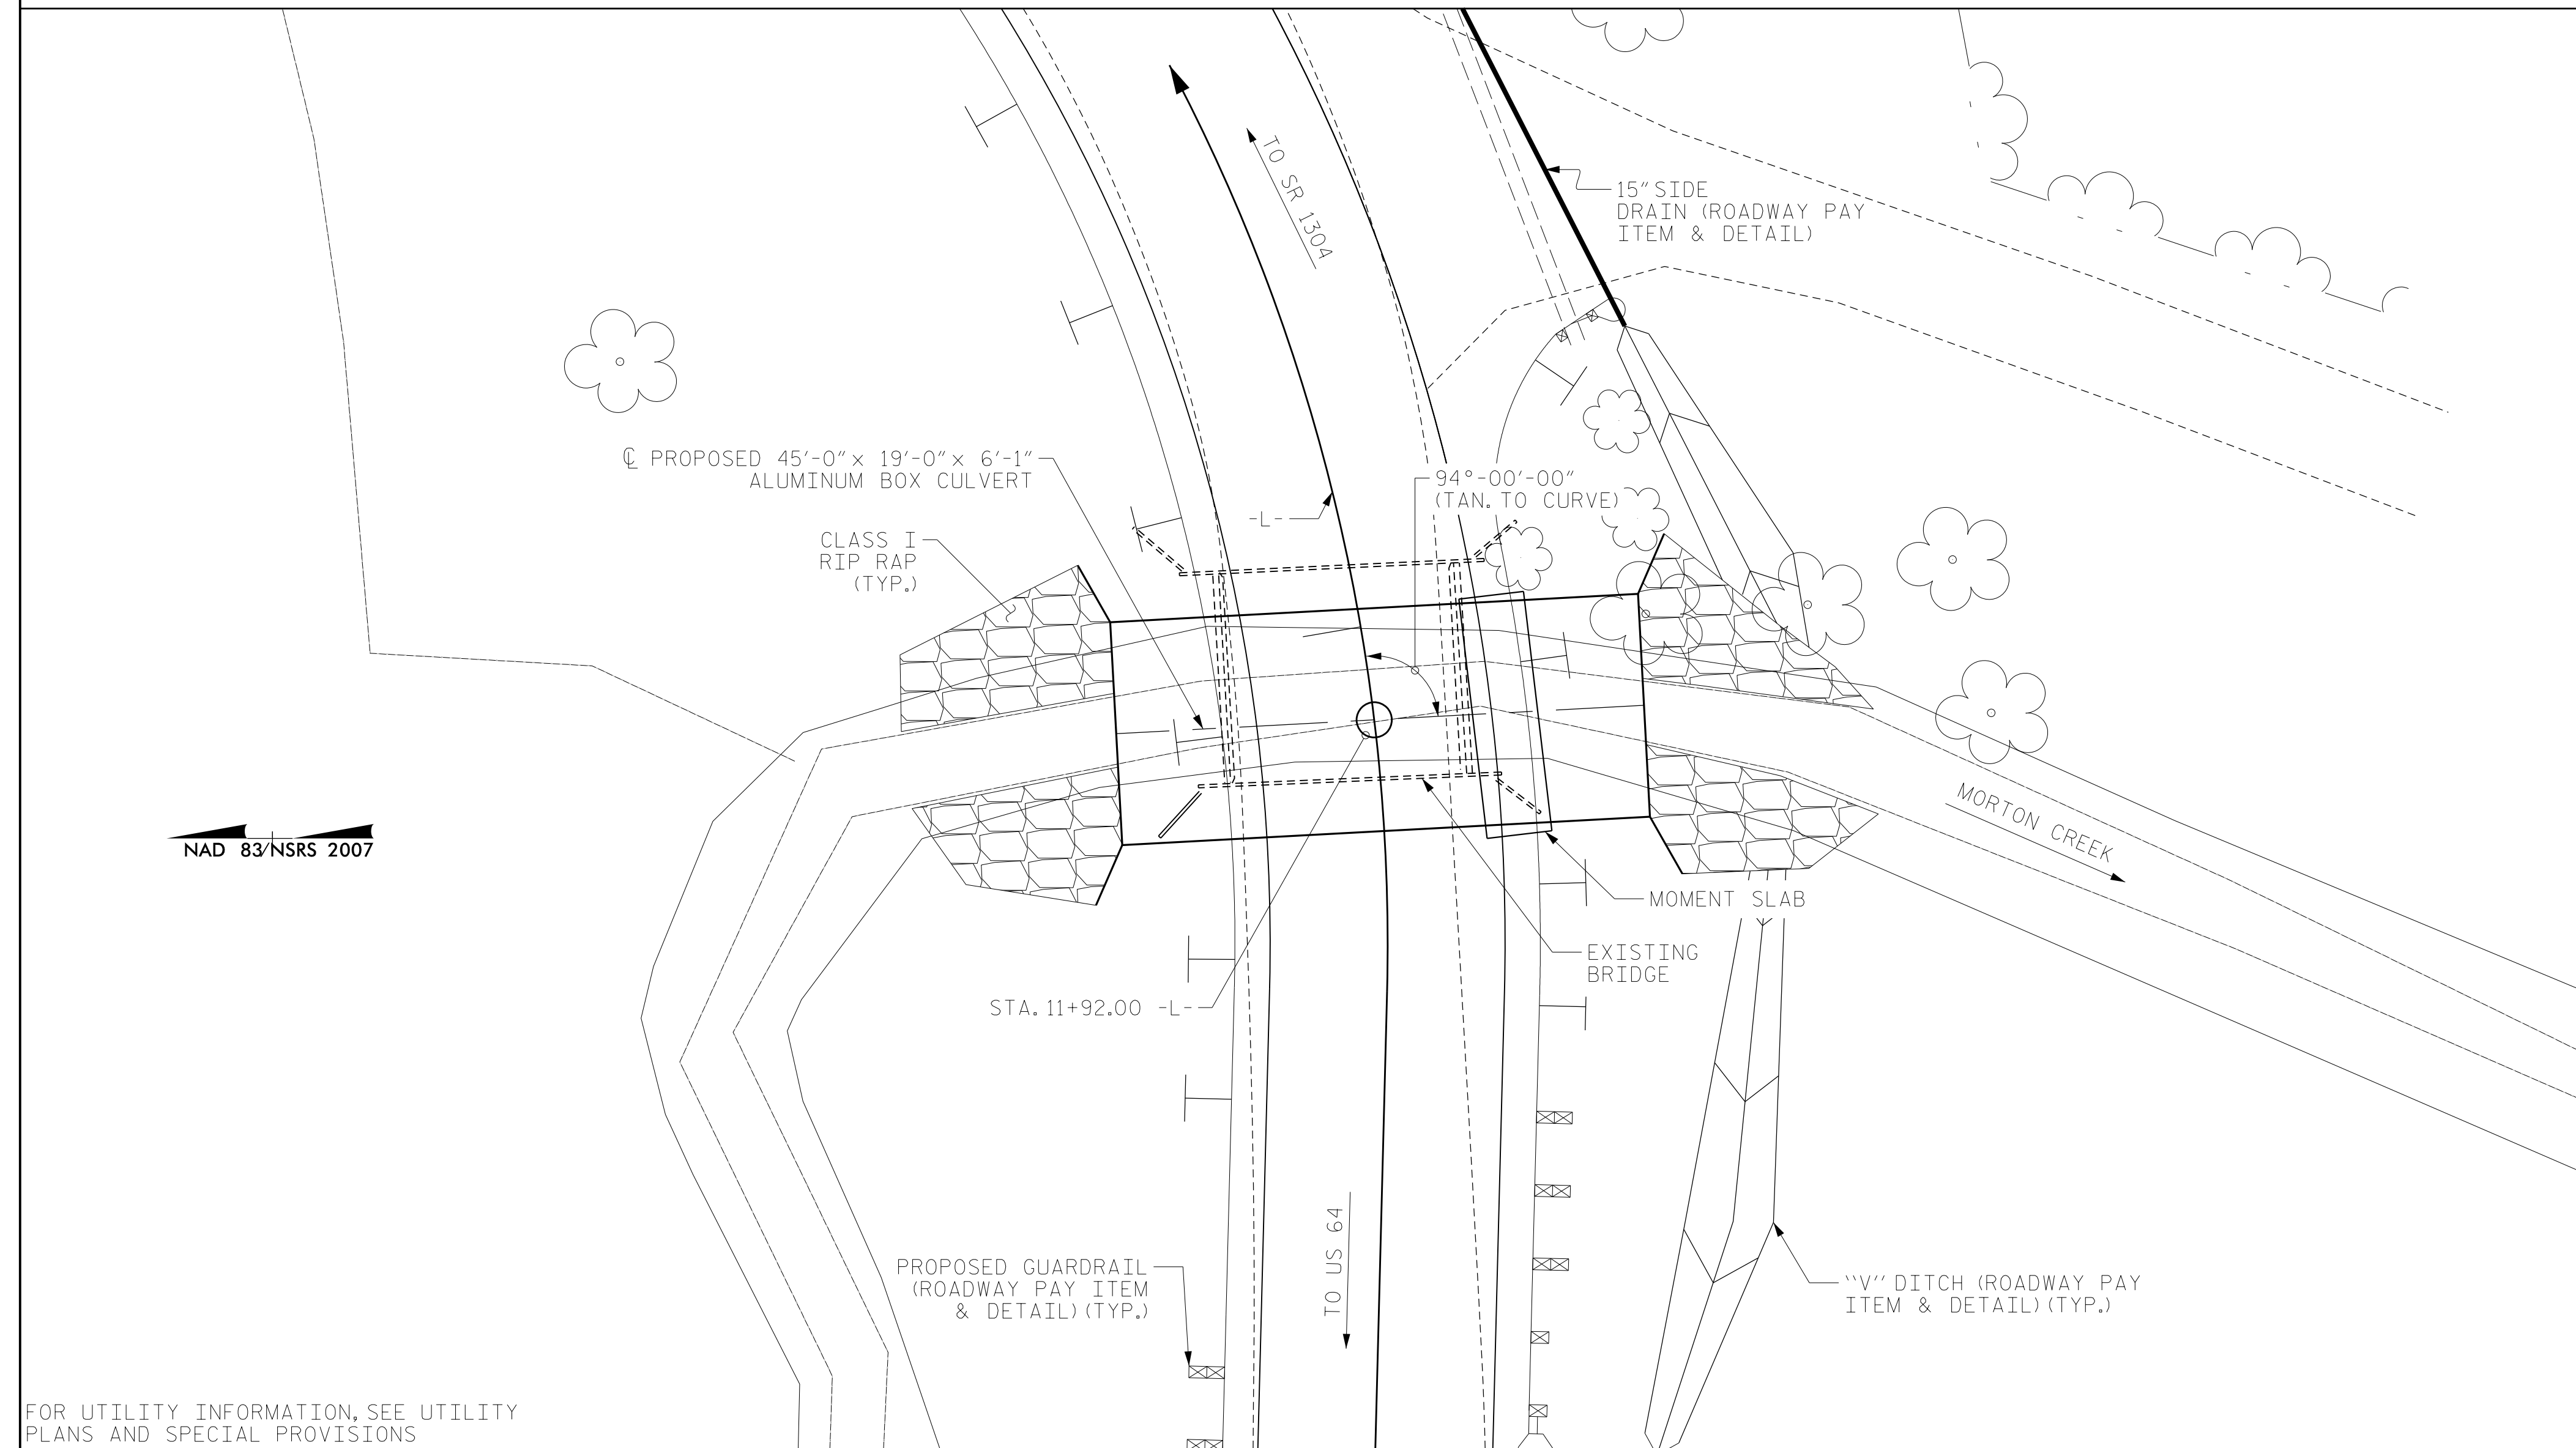 TO SR 1304
15" SIDE
DRAIN (ROADWAY PAY
ITEM & DETAIL)
℄ PROPOSED 45'-0" x 19'-0" x 6'-1"
ALUMINUM BOX CULVERT
94°-00'-00"
(TAN. TO CURVE)
-L-
CLASS I
RIP RAP
(TYP.)
MORTON CREEK
NAD 83/NSRS 2007
MOMENT SLAB
EXISTING
BRIDGE
STA. 11+92.00 -L-
TO US 64
PROPOSED GUARDRAIL
(ROADWAY PAY ITEM
& DETAIL) (TYP.)
"V" DITCH (ROADWAY PAY
ITEM & DETAIL) (TYP.)
FOR UTILITY INFORMATION, SEE UTILITY
PLANS AND SPECIAL PROVISIONS